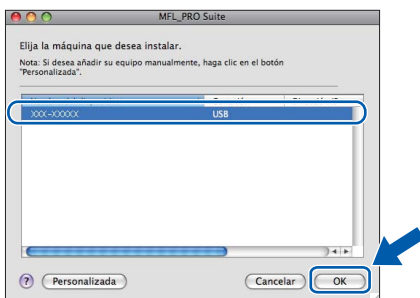 MFL_PRO Suite
Elija la máquina que desea instalar.
Nota: Si desea añadir su equipo manualmente, haga clic en el botón
"Personalizada".
XXX-XXXXX USB
? Personalizada Cancelar OK